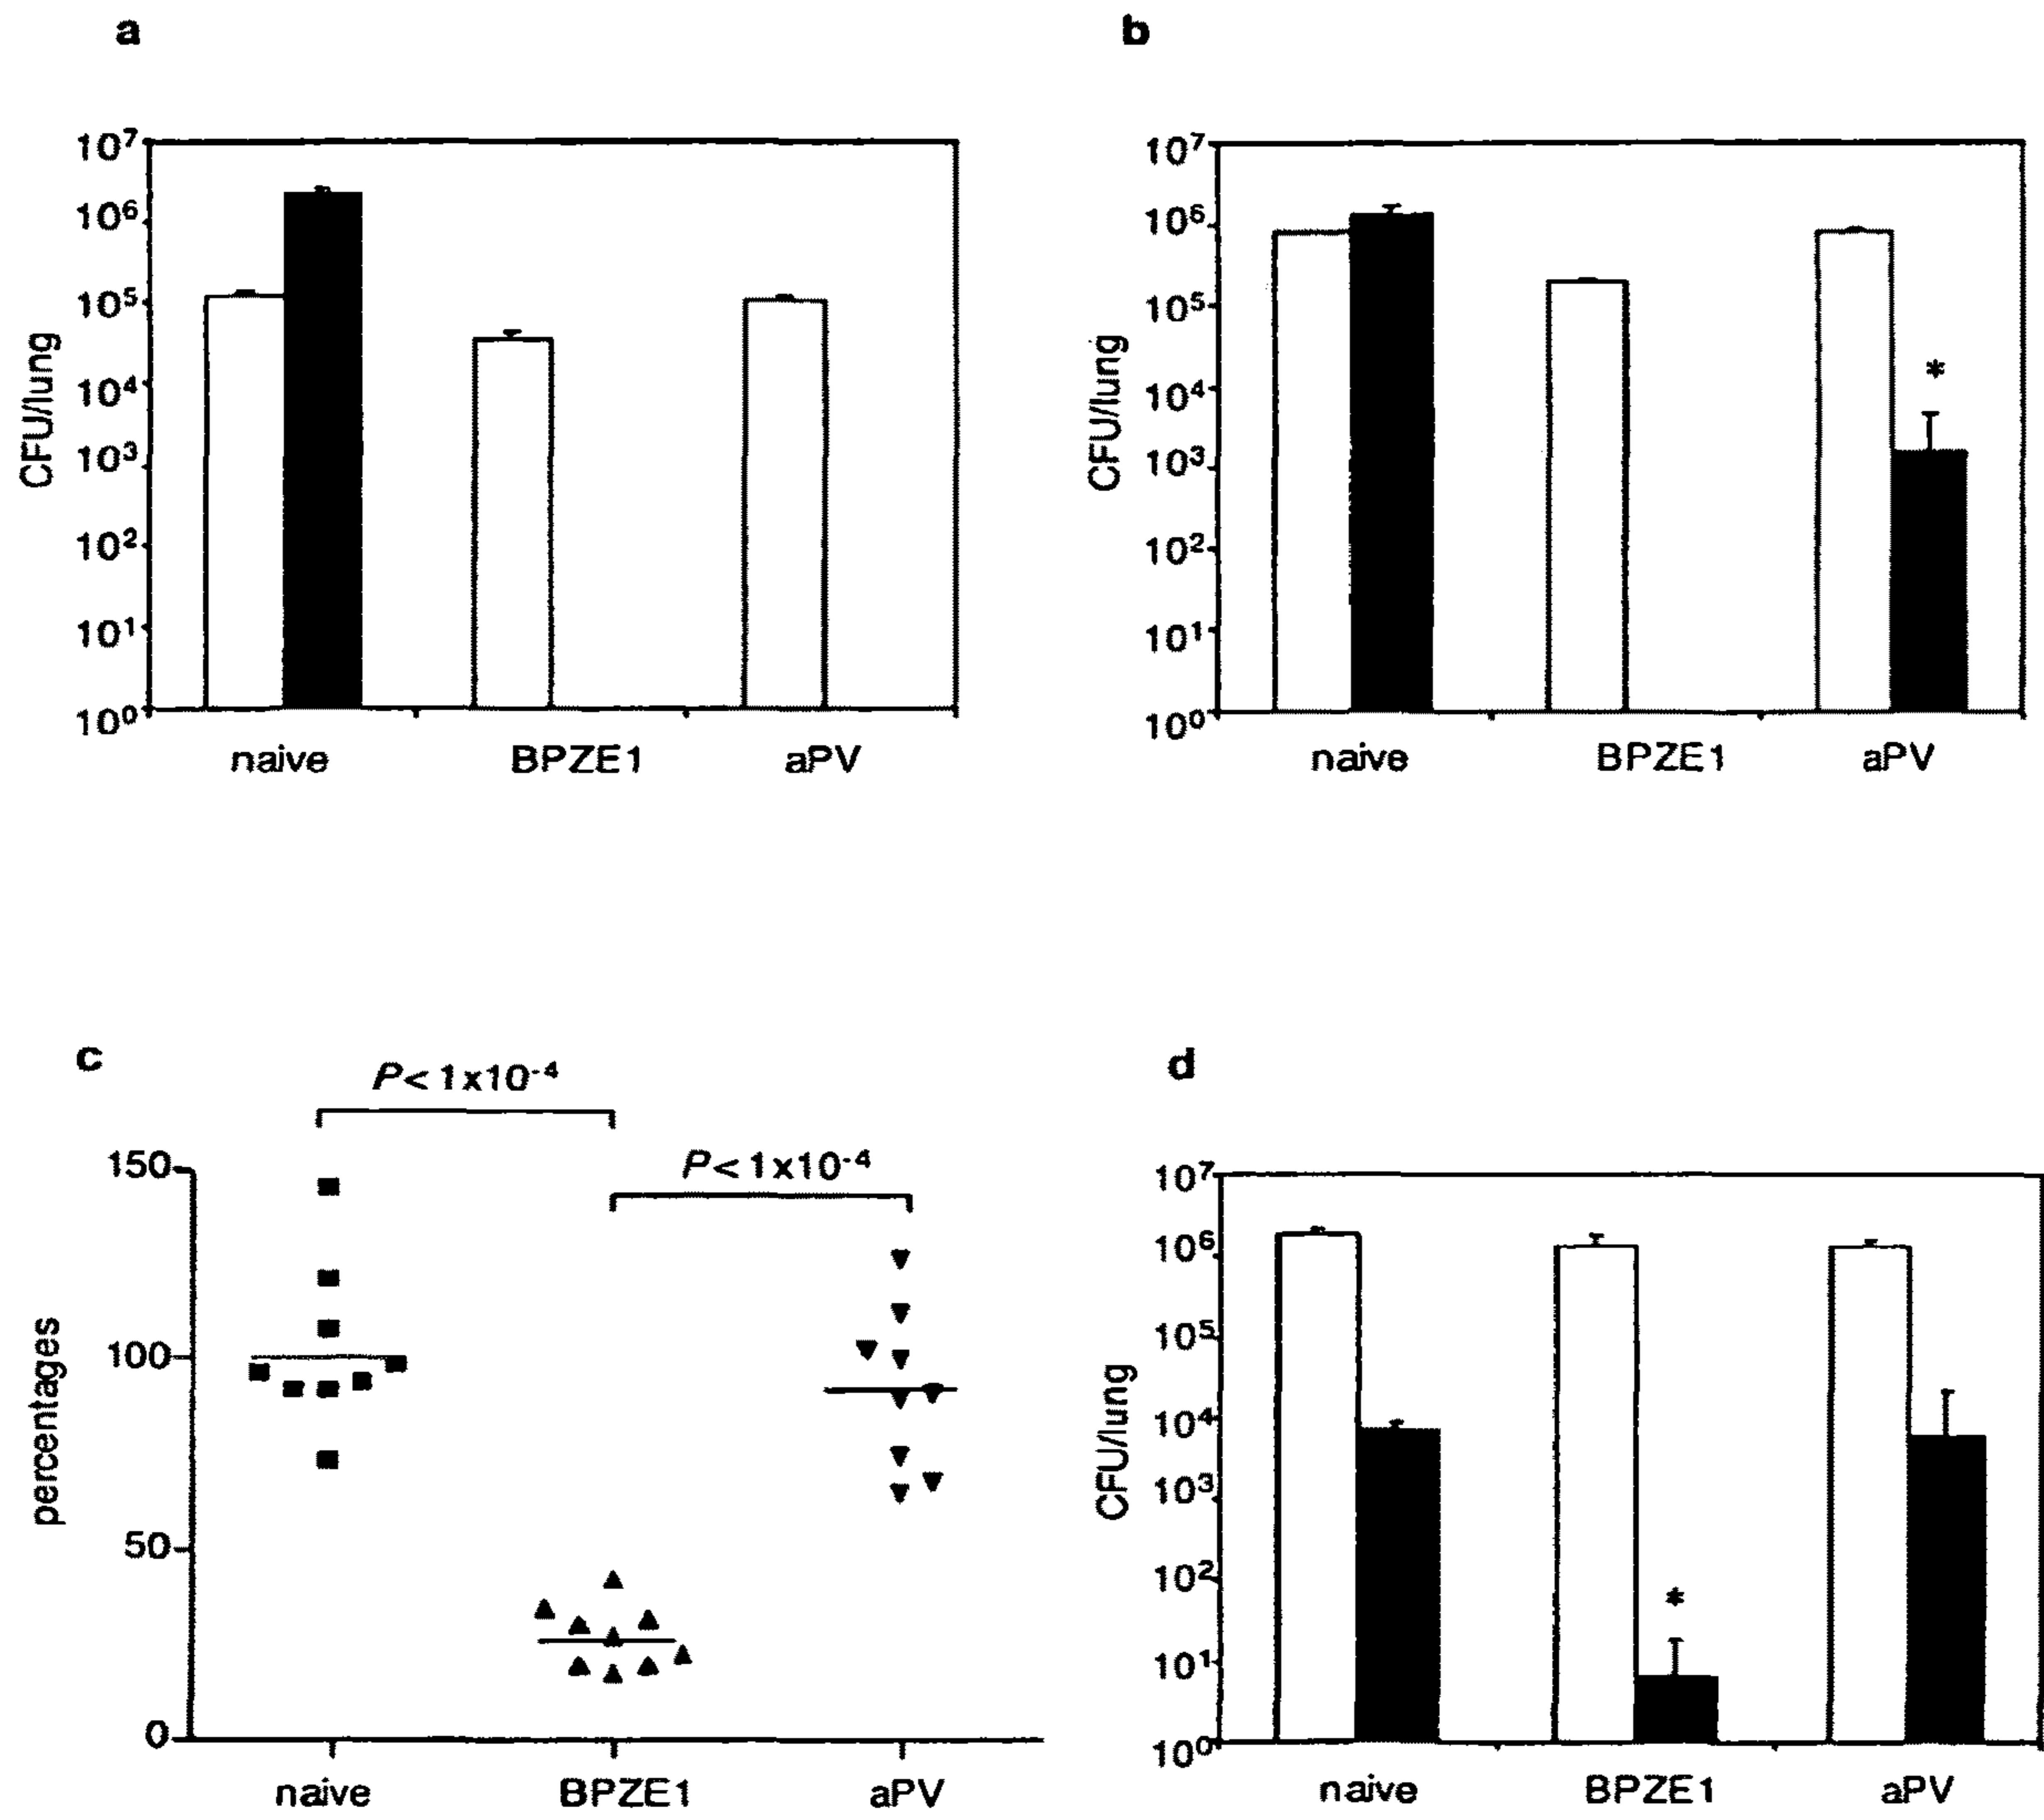 a
10⁷
10⁶
10⁵
10⁴
10³
10²
10¹
10⁰
CFU/lung
naive BPZE1 aPV
b
10⁷
10⁶
10⁵
10⁴
10³
10²
10¹
10⁰
CFU/lung
*
naive BPZE1 aPV
c
P<1x10⁻⁴
P<1x10⁻⁴
150
100
50
0
percentages
naive BPZE1 aPV
d
10⁷
10⁶
10⁵
10⁴
10³
10²
10¹
10⁰
CFU/lung
*
naive BPZE1 aPV